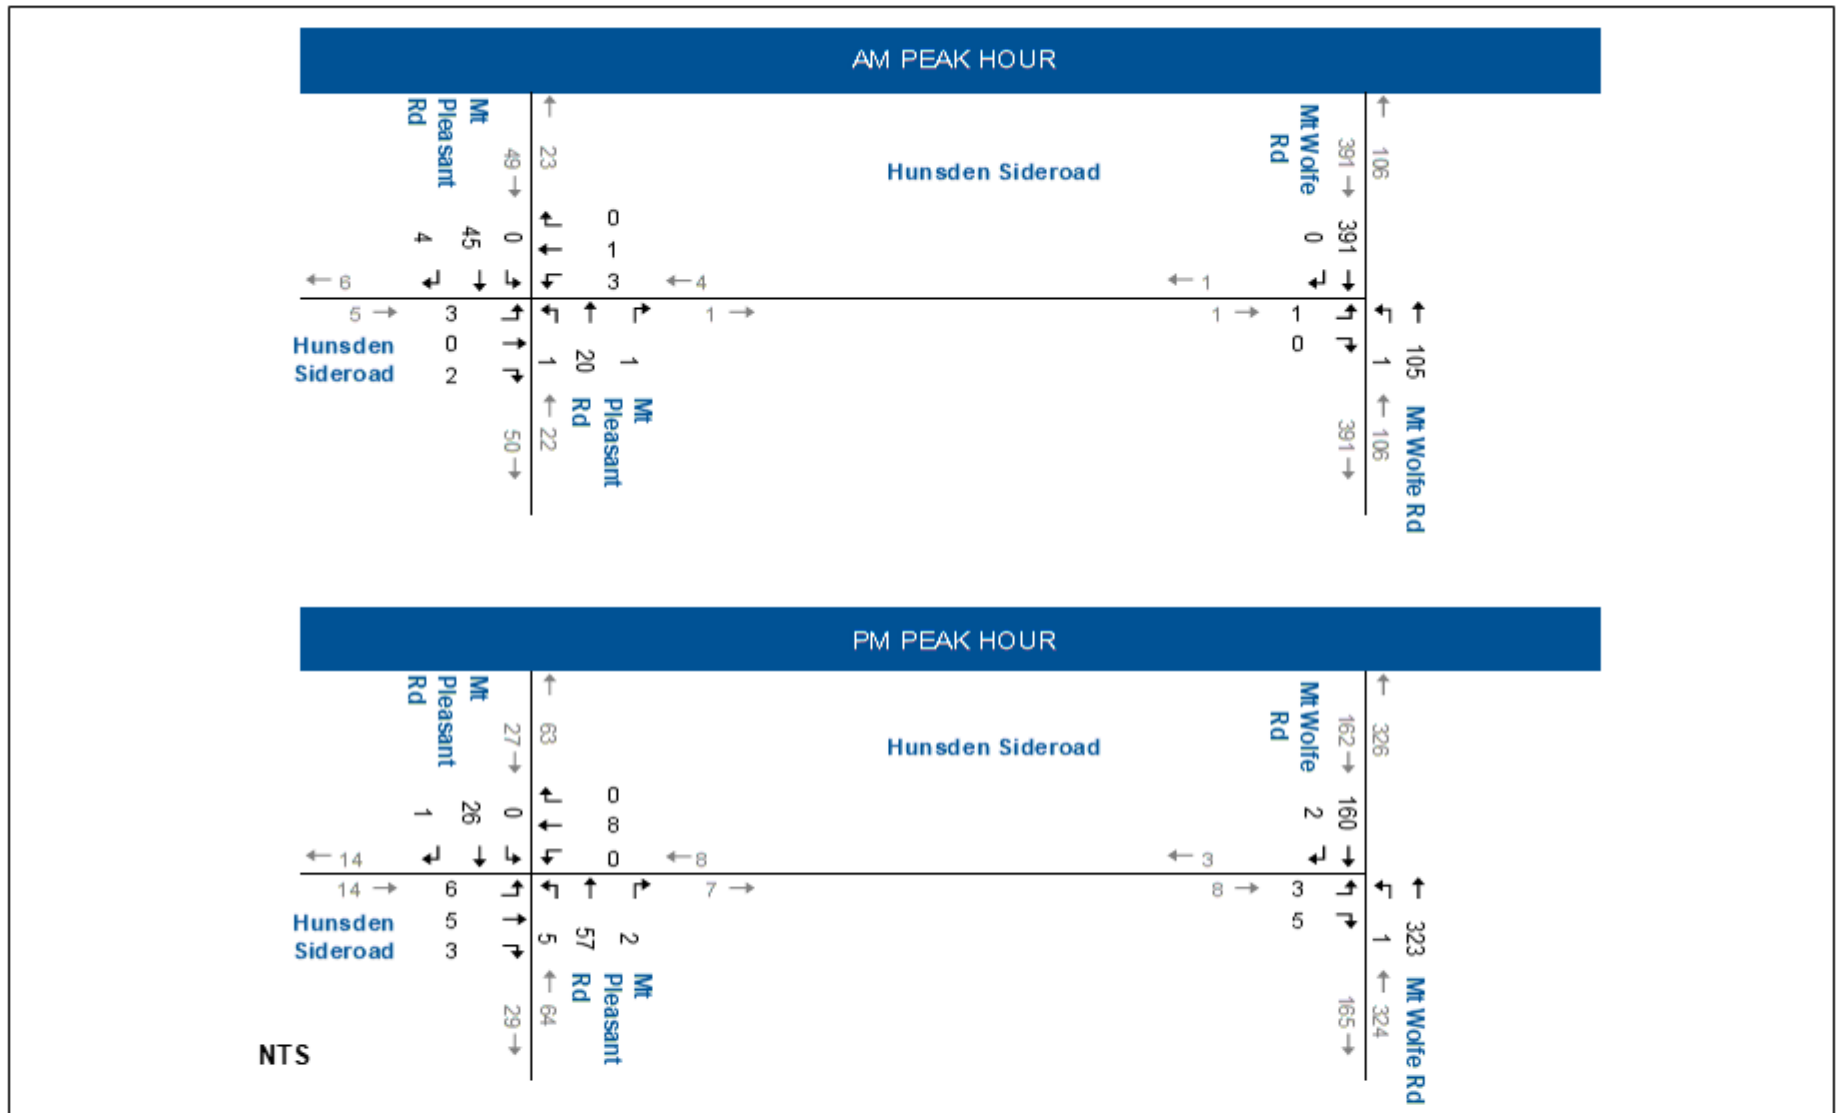 AM PEAK HOUR
Mt
Pleasant
Rd
49
23
Hunsden Sideroad
Mt Wolfe
Rd
391
106
4
45
0
0
1
3
0
391
6
4
1
5
3
1
1
1
Hunsden
0
0
Sideroad
2
1
20
1
1
105
Mt
Pleasant
Rd
50
22
391
106
Mt Wolfe Rd
PM PEAK HOUR
Mt
Pleasant
Rd
27
63
Hunsden Sideroad
Mt Wolfe
Rd
162
326
1
26
0
0
8
0
2
160
14
8
3
14
6
7
8
3
Hunsden
5
5
Sideroad
3
5
57
2
1
323
Mt
Pleasant
Rd
29
64
165
324
Mt Wolfe Rd
NTS